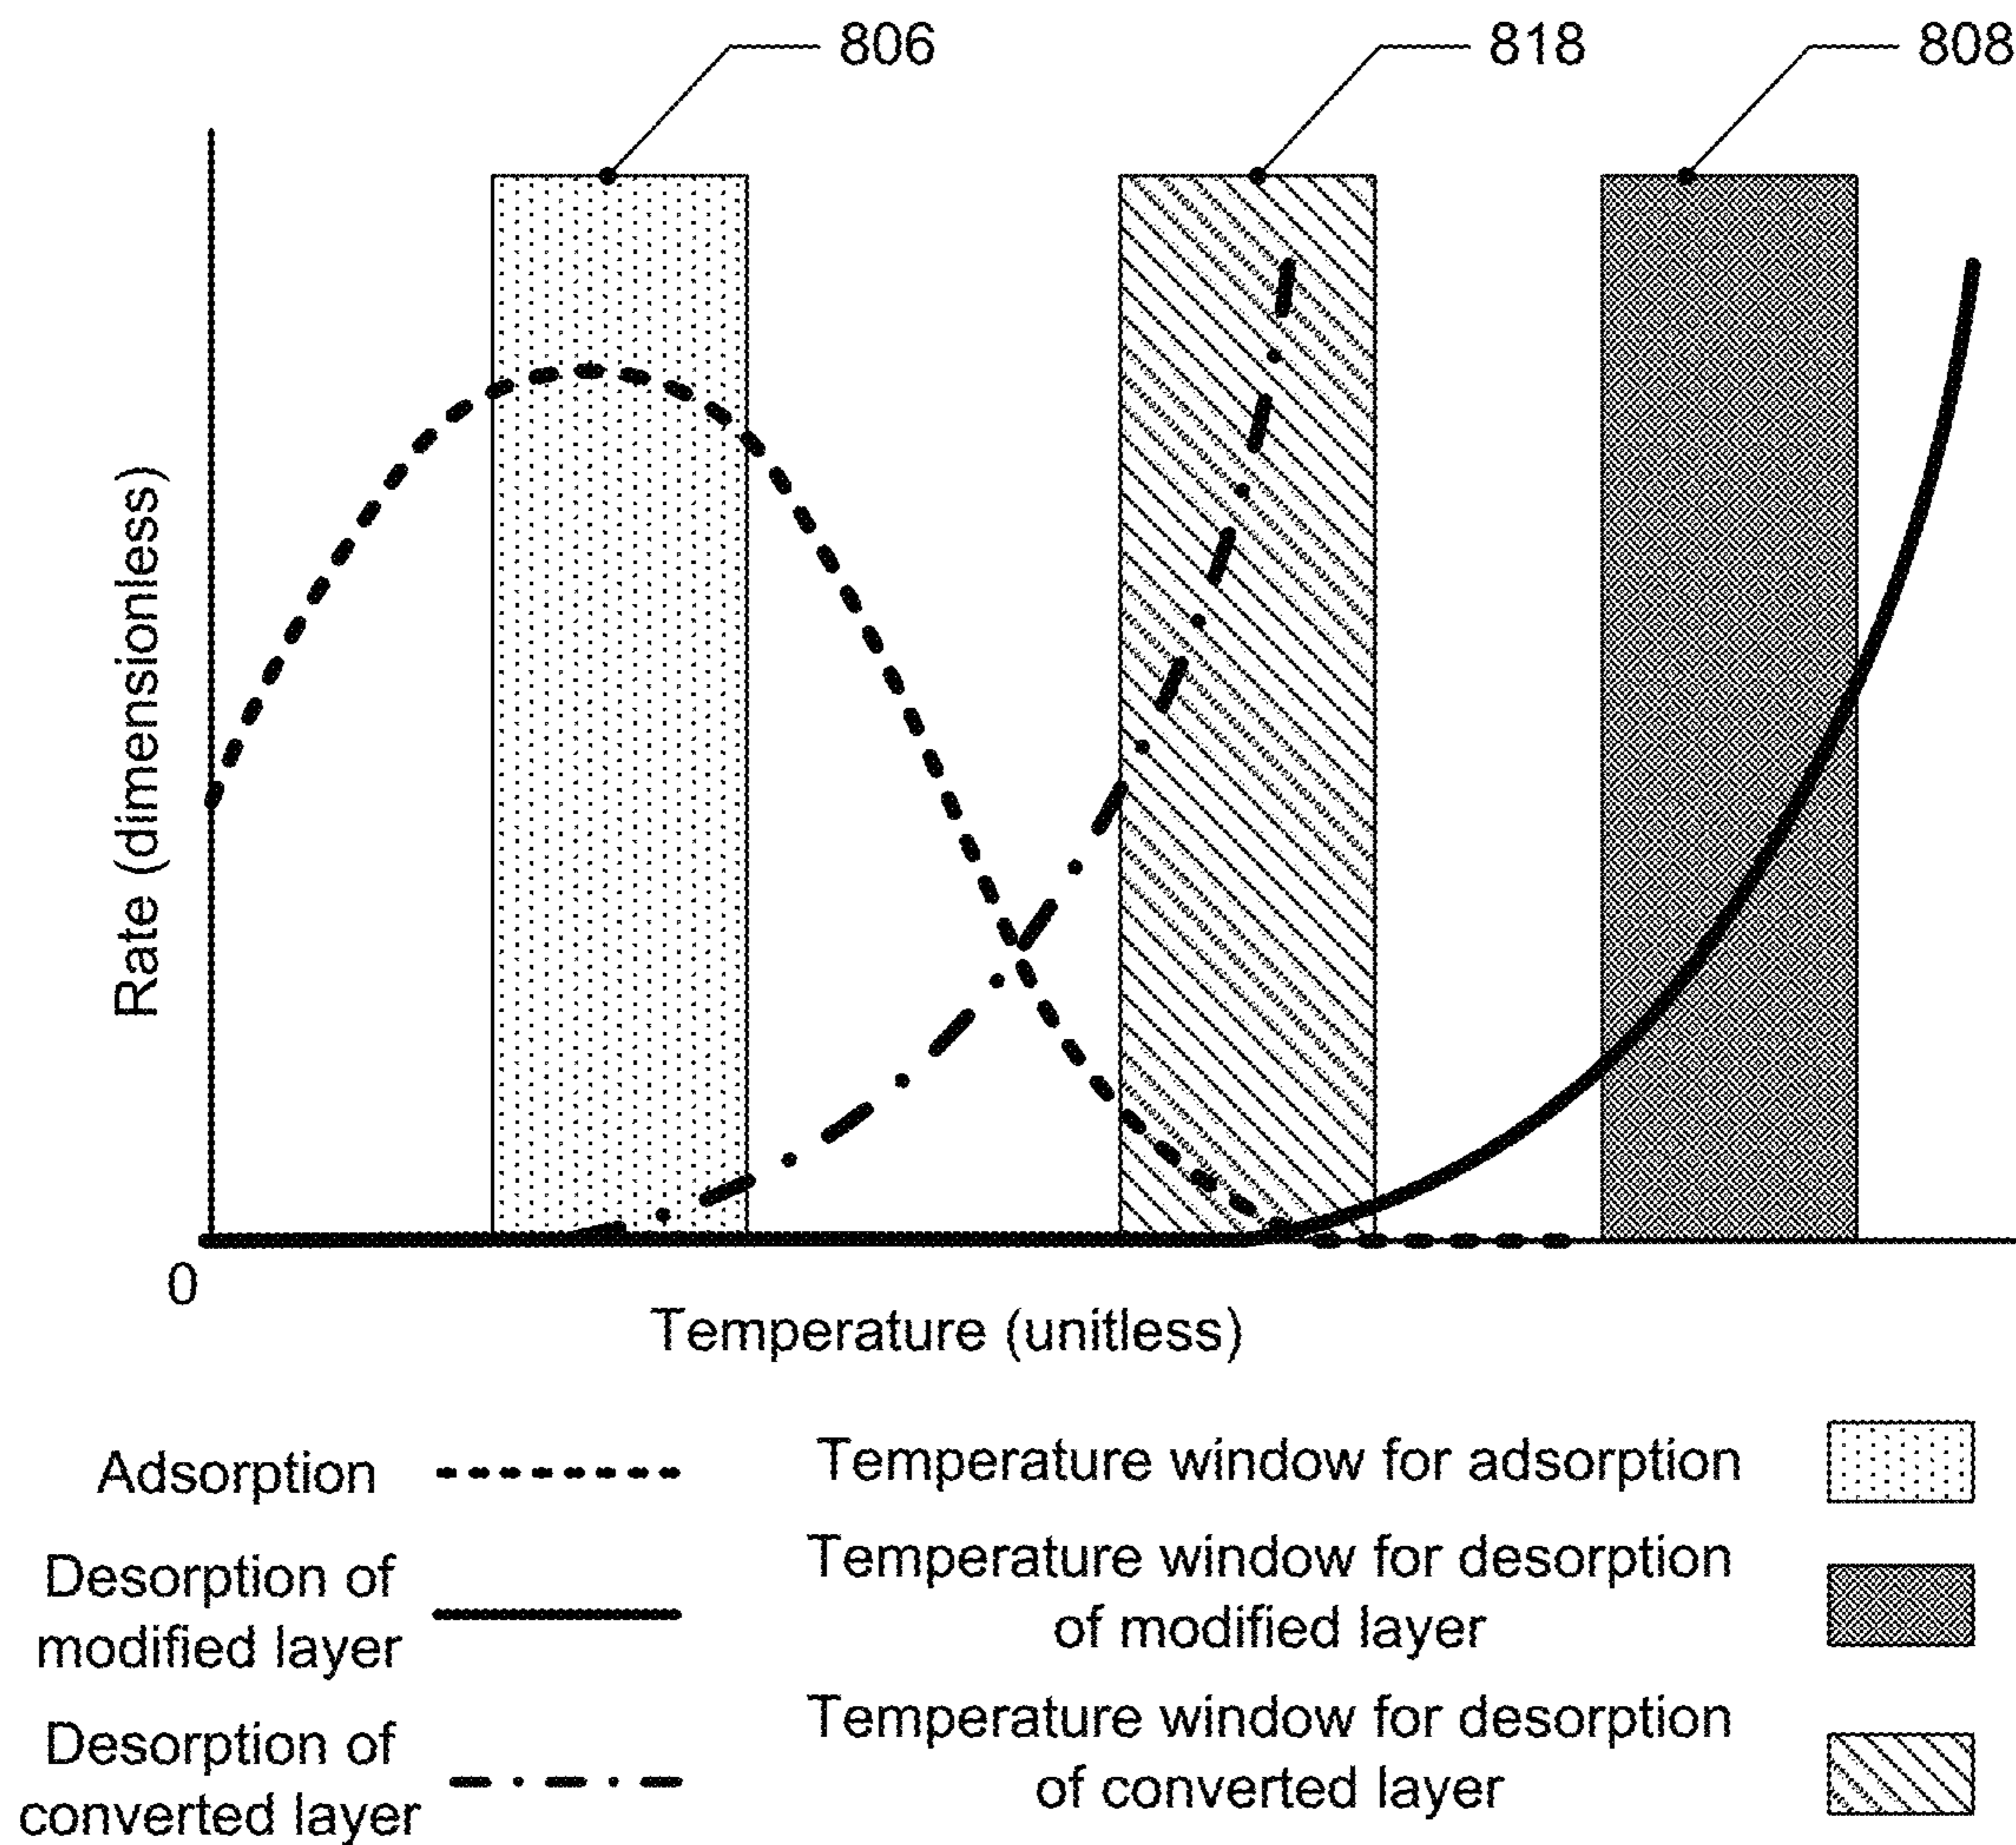 806
818
808
Rate (dimensionless)
0
Temperature (unitless)
Adsorption
Temperature window for adsorption
Desorption of
modified layer
Temperature window for desorption
of modified layer
Desorption of
converted layer
Temperature window for desorption
of converted layer